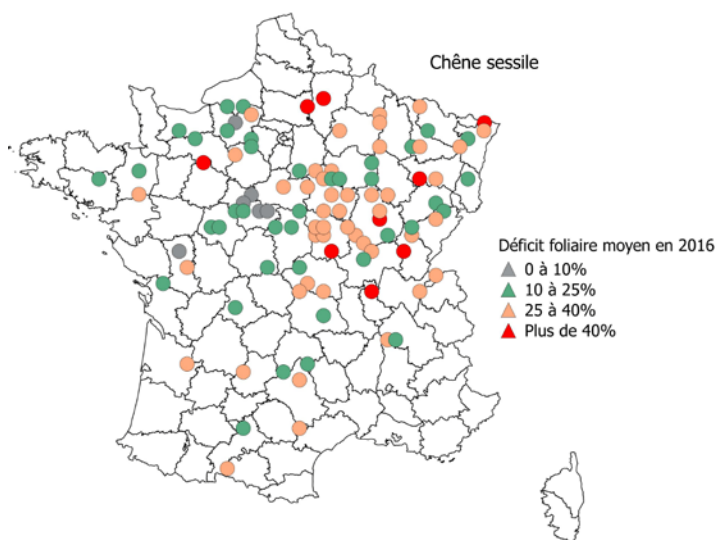 Chêne sessile
Déficit foliaire moyen en 2016
0 à 10%
10 à 25%
25 à 40%
Plus de 40%